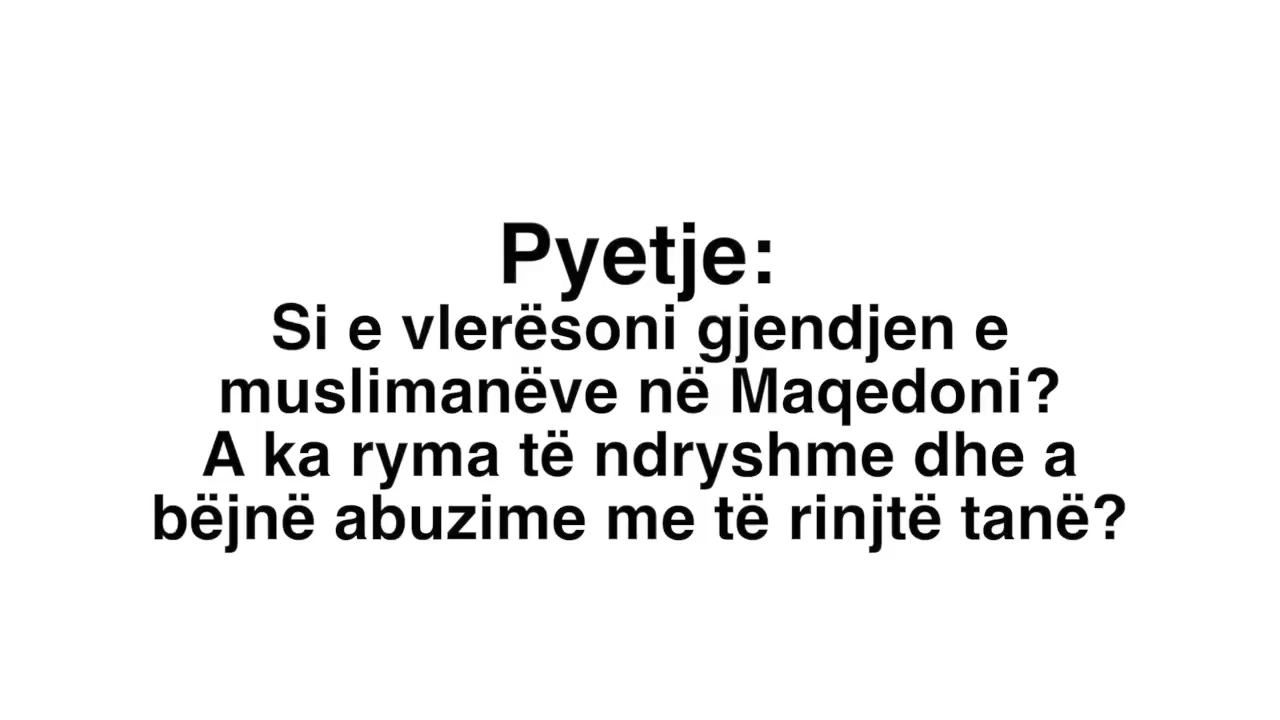 Pyetje:
Si e vlerësoni gjendjen e
muslimanëve në Maqedoni?
A ka ryma të ndryshme dhe a
bëjnë abuzime me të rinjtë tanë?